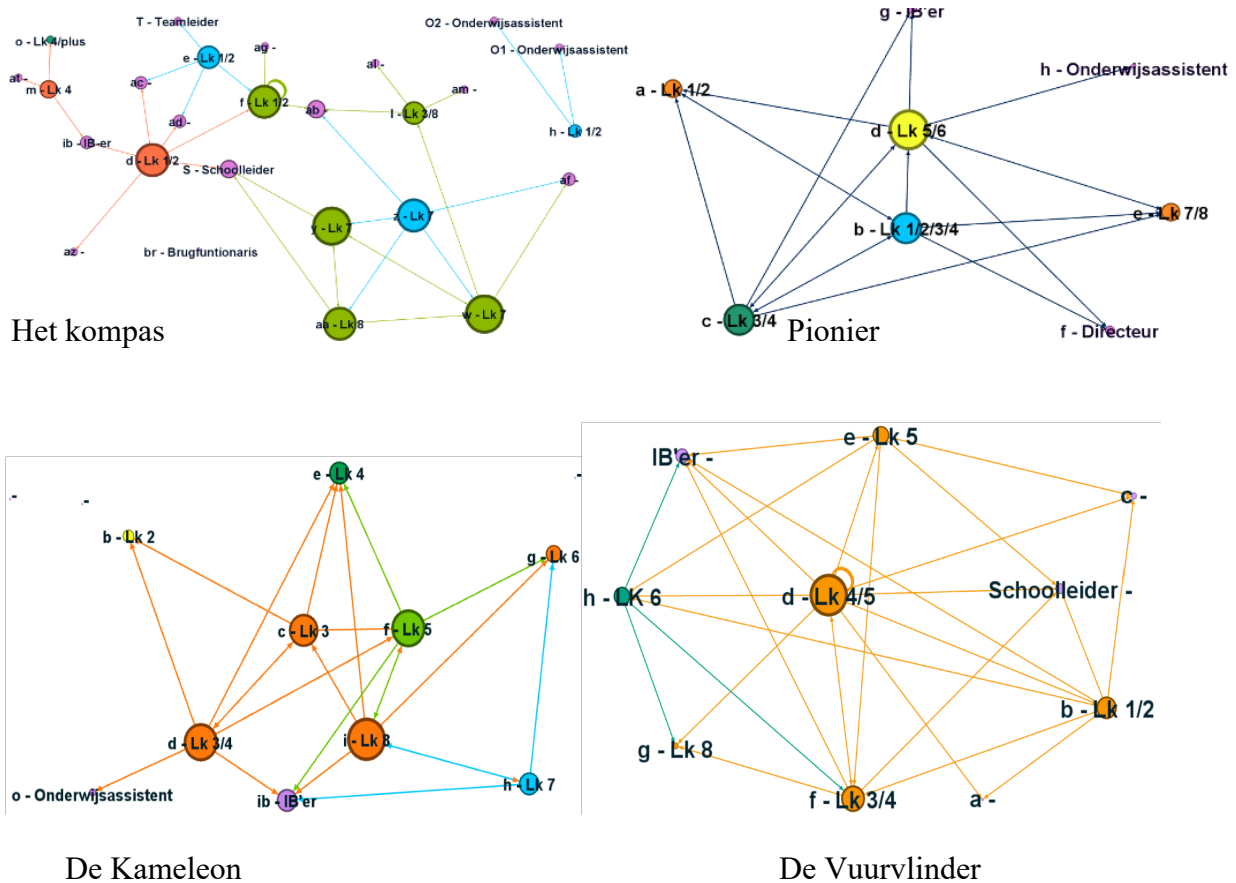 T - Teamleider
o - Lk 4/plus
e - Lk 1/2
ag -
at -
m - Lk 4
ac -
f - Lk 1/2
ab -
ad -
ib - IB-er
d - Lk 1/2
S - Schoolleider
az -
br - Brugfuntionaris
al -
am -
l - Lk 3/8
O2 - Onderwijsassistent
O1 - Onderwijsassistent
h - Lk 1/2
af -
z - Lk 7
y - Lk 7
aa - Lk 8
w - Lk 7
Het kompas
g - IB'er
h - Onderwijsassistent
a - Lk 1/2
d - Lk 5/6
e - Lk 7/8
b - Lk 1/2/3/4
c - Lk 3/4
f - Directeur
Pionier
-
-
-
e - Lk 4
b - Lk 2
g - Lk 6
c - Lk 3
f - Lk 5
d - Lk 3/4
i - Lk 8
h - Lk 7
o - Onderwijsassistent
ib - IB'er
De Kameleon
e - Lk 5
IB'er -
c -
h - LK 6
d - Lk 4/5
Schoolleider -
b - Lk 1/2
g - Lk 8
f - Lk 3/4
a -
De Vuurvlinder